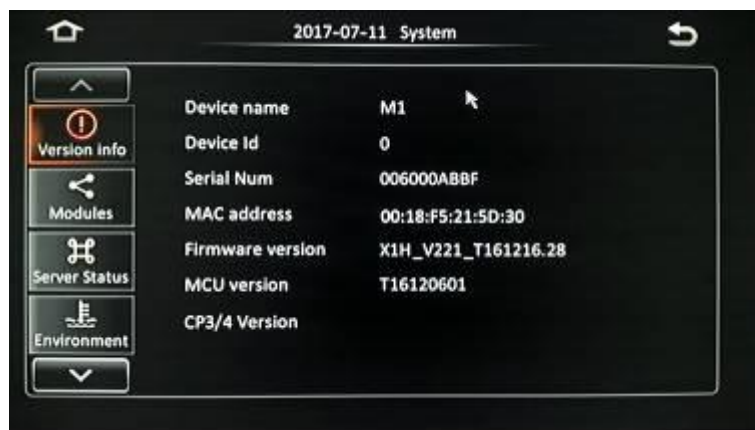 2017-07-11 System
Version info
Modules
Server Status
Environment
Device name M1
Device Id 0
Serial Num 006000ABBF
MAC address 00:18:F5:21:5D:30
Firmware version X1H_V221_T161216.28
MCU version T16120601
CP3/4 Version